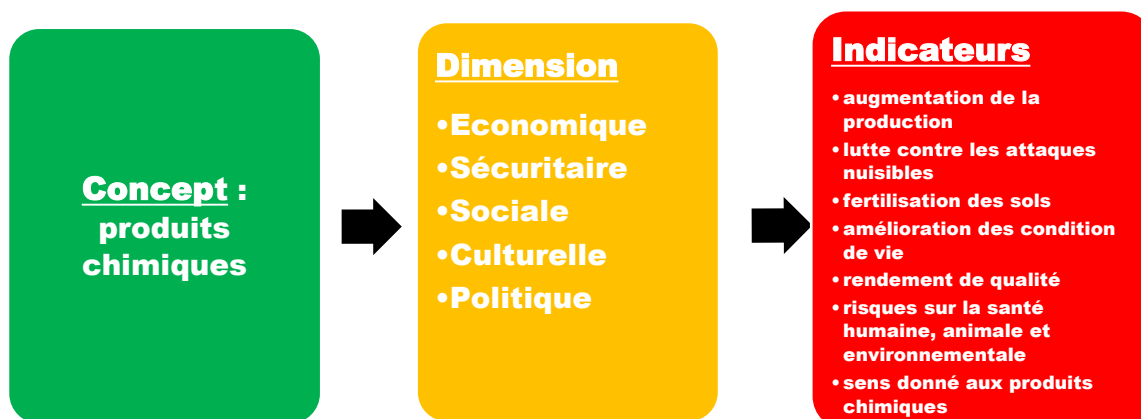 Concept :
produits
chimiques
Dimension
•Economique
•Sécuritaire
•Sociale
•Culturelle
•Politique
Indicateurs
•augmentation de la
production
•lutte contre les attaques
nuisibles
•fertilisation des sols
•amélioration des condition
de vie
•rendement de qualité
•risques sur la santé
humaine, animale et
environnementale
•sens donné aux produits
chimiques